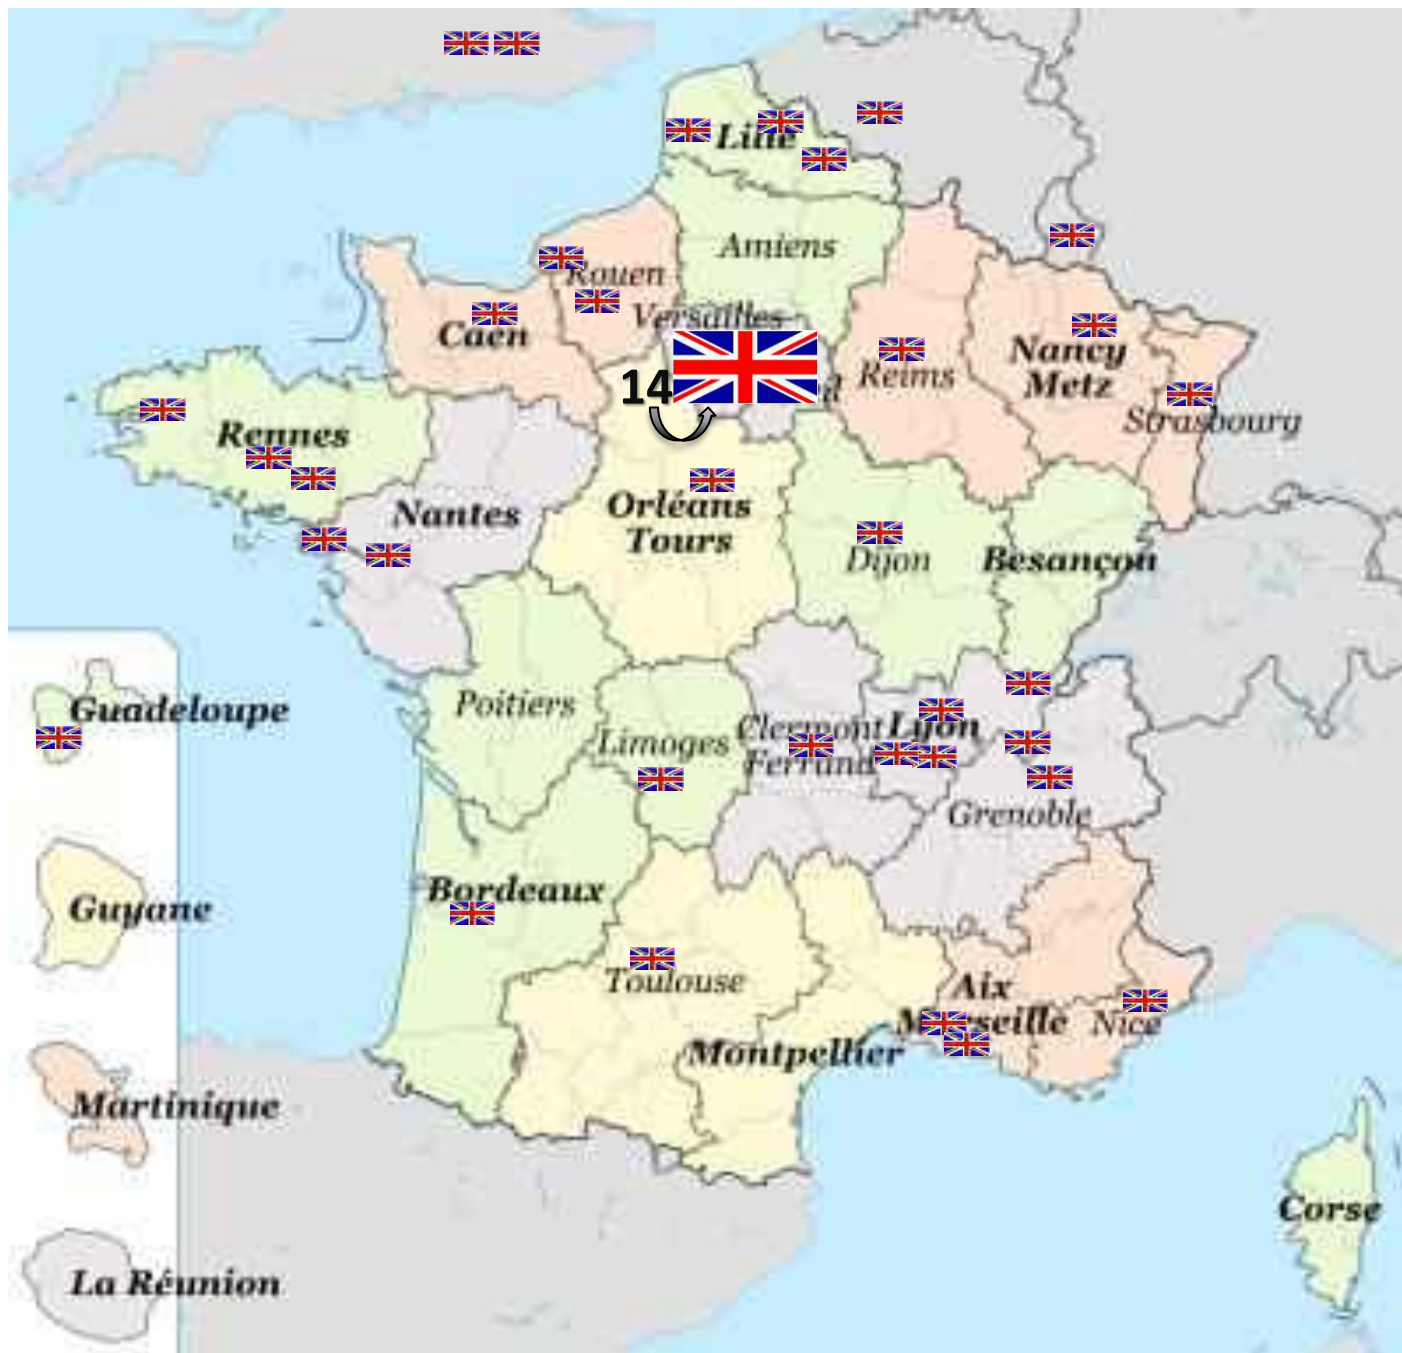 Lille
Amiens
Rouen
Versailles
Caen
14
Reims
Nancy
Metz
Strasbourg
Rennes
Nantes
Orléans
Tours
Dijon
Besançon
Guadeloupe
Poitiers
Limoges
Clermont
Ferrand
Lyon
Grenoble
Bordeaux
Guyane
Toulouse
Aix
Marseille
Nice
Montpellier
Martinique
Corse
La Réunion